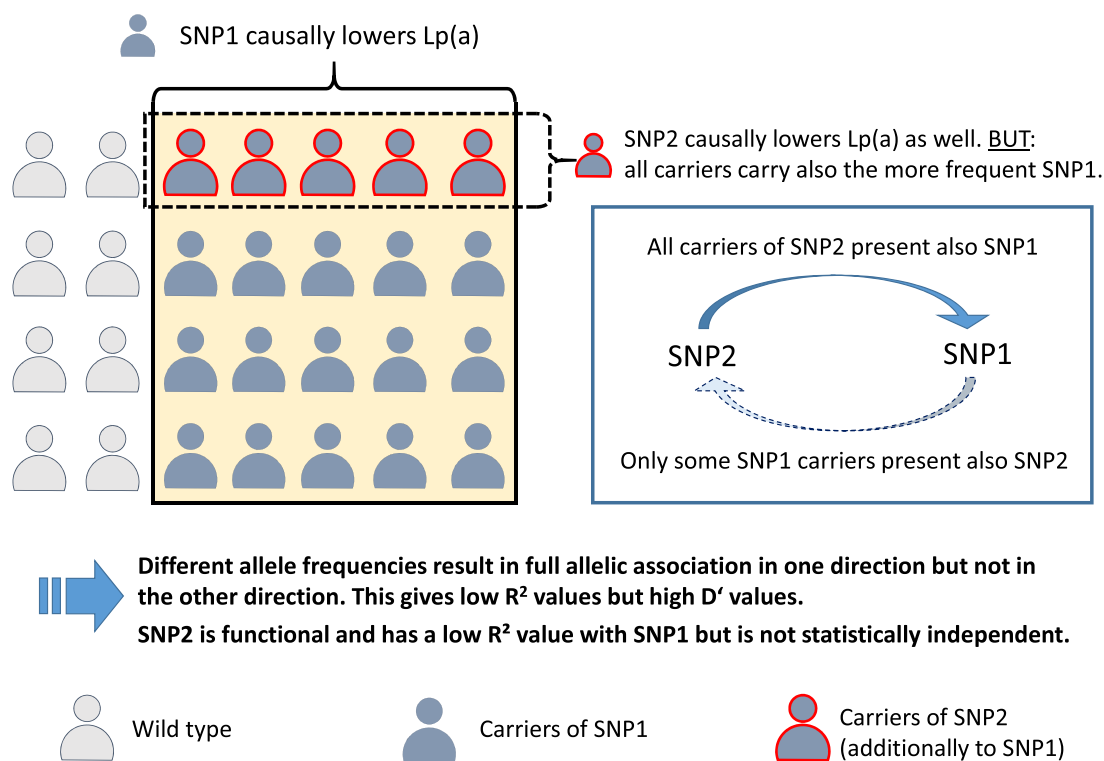 SNP1 causally lowers Lp(a)
SNP2 causally lowers Lp(a) as well. BUT:
all carriers carry also the more frequent SNP1.
All carriers of SNP2 present also SNP1
SNP2
SNP1
Only some SNP1 carriers present also SNP2
Different allele frequencies result in full allelic association in one direction but not in
the other direction. This gives low R² values but high D‘ values.
SNP2 is functional and has a low R² value with SNP1 but is not statistically independent.
Wild type
Carriers of SNP1
Carriers of SNP2
(additionally to SNP1)